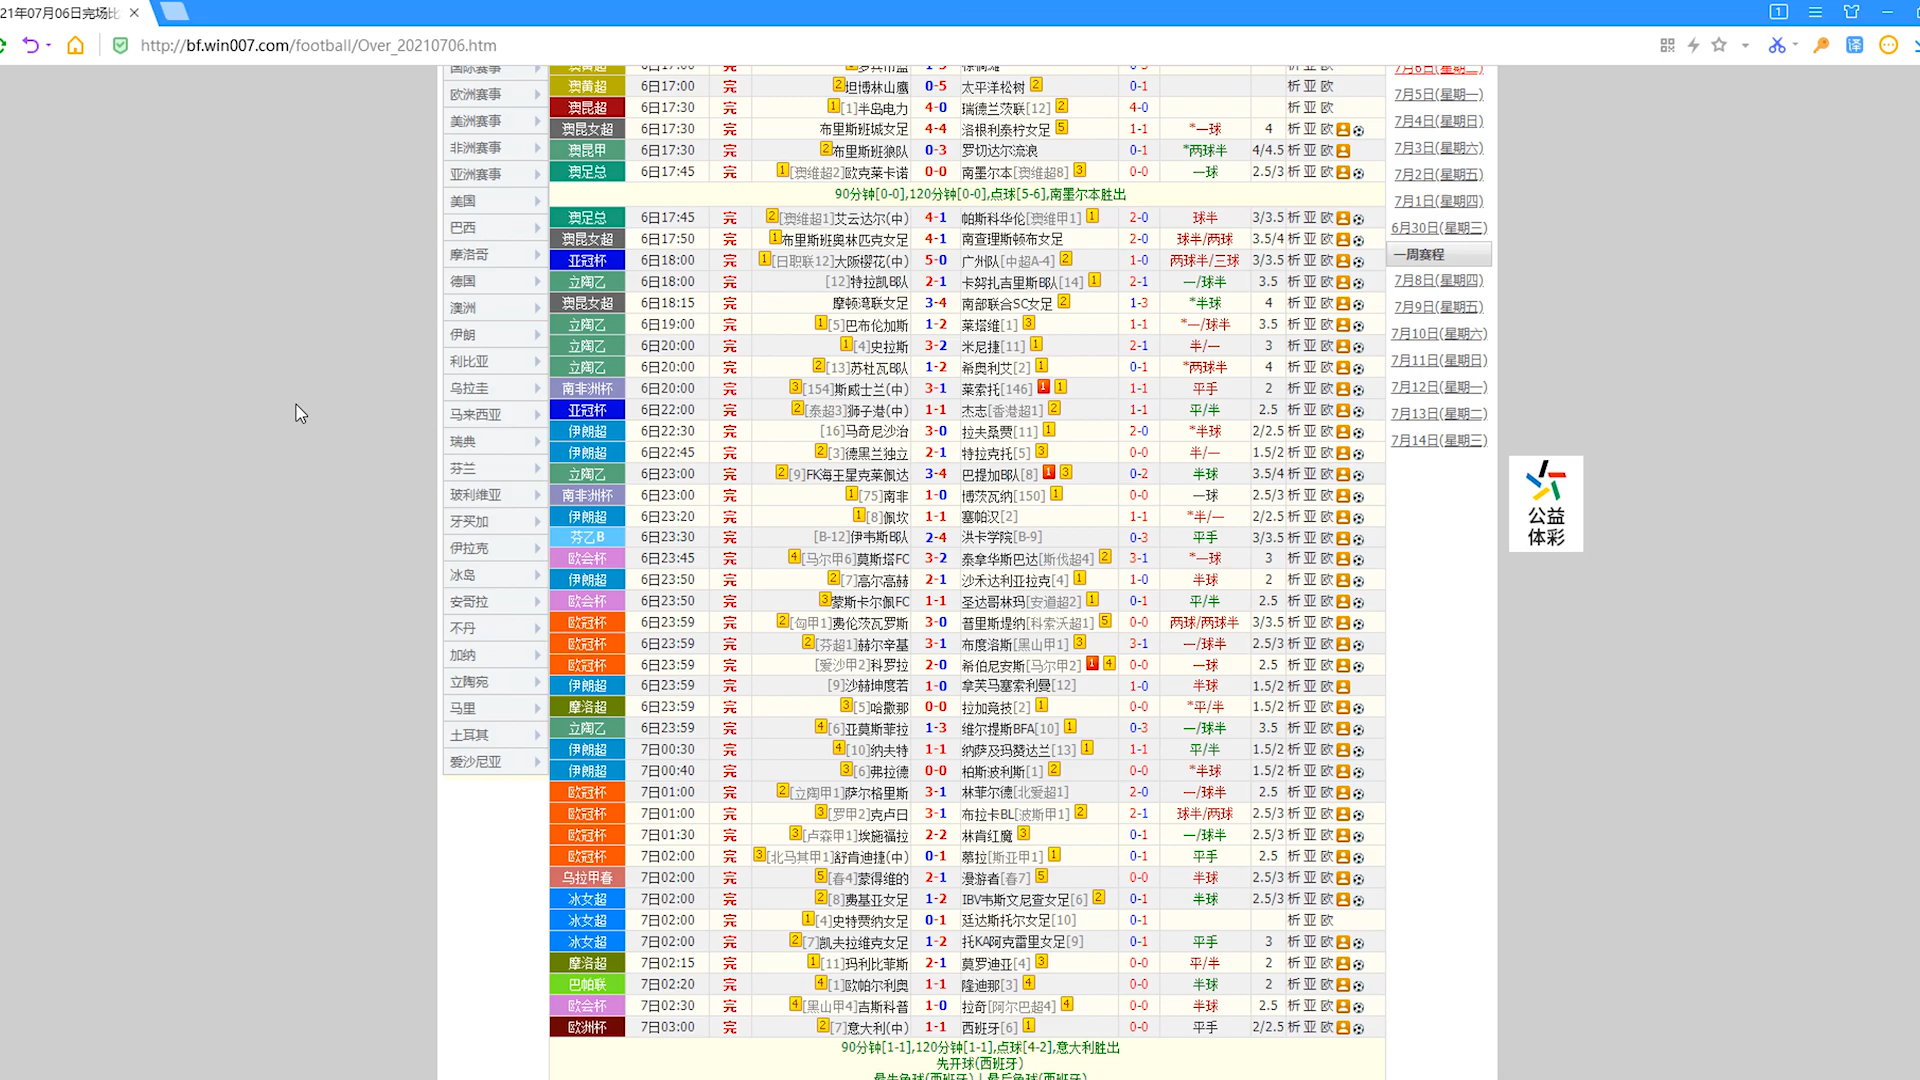 21年07月06日完场比
http://bf.win007.com/football/Over_20210706.htm
国际赛事
欧洲赛事
美洲赛事
非洲赛事
亚洲赛事
美国
巴西
摩洛哥
德国
澳洲
伊朗
利比亚
乌拉圭
马来西亚
瑞典
芬兰
玻利维亚
牙买加
伊拉克
冰岛
安哥拉
不丹
加纳
立陶宛
马里
土耳其
爱沙尼亚
澳黄超 6日17:00 完 2坦博林山鹰 0-5 太平洋松树2 0-1 析 亚 欧
澳昆超 6日17:30 完 1[1]半岛电力 4-0 瑞德兰茨联[12]2 4-0 析 亚 欧
澳昆女超 6日17:30 完 布里斯班城女足 4-4 洛根利泰柠女足5 1-1 *一球 4 析 亚 欧
澳昆甲 6日17:30 完 2布里斯班狼队 0-3 罗切达尔流浪 0-1 *两球半 4/4.5 析 亚 欧
澳足总 6日17:45 完 1[澳维超2]欧克莱卡诺 0-0 南墨尔本[澳维超8]3 0-0 一球 2.5/3 析 亚 欧
90分钟[0-0],120分钟[0-0],点球[5-6],南墨尔本胜出
澳足总 6日17:45 完 2[澳维超1]艾云达尔(中) 4-1 帕斯科华伦[澳维甲1]1 2-0 球半 3/3.5 析 亚 欧
澳昆女超 6日17:50 完 1布里斯班奥林匹克女足 4-1 南查理斯顿布女足 2-0 球半/两球 3.5/4 析 亚 欧
亚冠杯 6日18:00 完 1[日职联12]大阪樱花(中) 5-0 广州队[中超A-4]2 1-0 两球半/三球 3/3.5 析 亚 欧
立陶乙 6日18:00 完 [12]特拉凯B队 2-1 卡努扎吉里斯B队[14]1 2-1 一/球半 3.5 析 亚 欧
澳昆女超 6日18:15 完 摩顿湾联女足 3-4 南部联合SC女足2 1-3 *半球 4 析 亚 欧
立陶乙 6日19:00 完 1[5]巴布伦加斯 1-2 莱塔维[1]3 1-1 *一/球半 3.5 析 亚 欧
立陶乙 6日20:00 完 1[4]史拉斯 3-2 米尼捷[11]1 2-1 半/一 3 析 亚 欧
立陶乙 6日20:00 完 2[13]苏杜瓦B队 1-2 希奥利艾[2]1 0-1 *两球半 4 析 亚 欧
南非洲杯 6日20:00 完 3[154]斯威士兰(中) 3-1 莱索托[146]1 1 1-1 平手 2 析 亚 欧
亚冠杯 6日22:00 完 2[泰超3]狮子港(中) 1-1 杰志[香港超1]2 1-1 平/半 2.5 析 亚 欧
伊朗超 6日22:30 完 [16]马奇尼沙治 3-0 拉夫桑贾[11]1 2-0 *半球 2/2.5 析 亚 欧
伊朗超 6日22:45 完 2[3]德黑兰独立 2-1 特拉克托[5]3 0-0 半/一 1.5/2 析 亚 欧
立陶乙 6日23:00 完 2[9]FK海王星克莱佩达 3-4 巴提加B队[8]1 3 0-2 半球 3.5/4 析 亚 欧
南非洲杯 6日23:00 完 1[75]南非 1-0 博茨瓦纳[150]1 0-0 一球 2.5/3 析 亚 欧
伊朗超 6日23:20 完 1[8]佩坎 1-1 塞帕汉[2] 1-1 *半/一 2/2.5 析 亚 欧
芬乙B 6日23:30 完 [B-12]伊韦斯B队 2-4 洪卡学院[B-9] 0-3 平手 3/3.5 析 亚 欧
欧会杯 6日23:45 完 4[马尔甲6]莫斯塔FC 3-2 泰拿华斯巴达[斯伐超4]2 3-1 *一球 3 析 亚 欧
伊朗超 6日23:50 完 2[7]高尔高赫 2-1 沙禾达利亚拉克[4]1 1-0 半球 2 析 亚 欧
欧会杯 6日23:50 完 3蒙斯卡尔佩FC 1-1 圣达哥林玛[安道超2]1 0-1 平/半 2.5 析 亚 欧
欧冠杯 6日23:59 完 2[匈甲1]费伦茨瓦罗斯 3-0 普里斯堤纳[科索沃超1]5 0-0 两球/两球半 3/3.5 析 亚 欧
欧冠杯 6日23:59 完 2[芬超1]赫尔辛基 3-1 布度洛斯[黑山甲1]3 3-1 一/球半 2.5/3 析 亚 欧
欧冠杯 6日23:59 完 [爱沙甲2]科罗拉 2-0 希伯尼安斯[马尔甲2]1 4 0-0 一球 2.5 析 亚 欧
伊朗超 6日23:59 完 [9]沙赫坤度若 1-0 拿芙马塞索利曼[12] 1-0 半球 1.5/2 析 亚 欧
摩洛超 6日23:59 完 3[5]哈撒那 0-0 拉加竞技[2]1 0-0 *平/半 1.5/2 析 亚 欧
立陶乙 6日23:59 完 4[6]亚莫斯菲拉 1-3 维尔提斯BFA[10]1 0-3 一/球半 3.5 析 亚 欧
伊朗超 7日00:30 完 4[10]纳夫特 1-1 纳萨及玛赘达兰[13]1 1-1 平/半 1.5/2 析 亚 欧
伊朗超 7日00:40 完 3[6]弗拉德 0-0 柏斯波利斯[1]2 0-0 *半球 1.5/2 析 亚 欧
欧冠杯 7日01:00 完 2[立陶甲1]萨尔格里斯 3-1 林菲尔德[北爱超1] 2-0 一/球半 2.5 析 亚 欧
欧冠杯 7日01:00 完 3[罗甲2]克卢日 3-1 布拉卡BL[波斯甲1]2 2-1 球半/两球 2.5/3 析 亚 欧
欧冠杯 7日01:30 完 3[卢森甲1]埃施福拉 2-2 林肯红魔3 0-1 一/球半 2.5/3 析 亚 欧
欧冠杯 7日02:00 完 3[北马其甲1]舒肯迪捷(中) 0-1 慕拉[斯亚甲1]1 0-1 平手 2.5 析 亚 欧
乌拉甲春 7日02:00 完 5[春4]蒙得维的 2-1 漫游者[春7]5 0-0 半球 2.5/3 析 亚 欧
冰女超 7日02:00 完 2[8]费基亚女足 1-2 IBV韦斯文尼查女足[6]2 0-1 半球 2.5/3 析 亚 欧
冰女超 7日02:00 完 1[4]史特贾纳女足 0-1 廷达斯托尔女足[10] 0-1 析 亚 欧
冰女超 7日02:00 完 2[7]凯夫拉维克女足 1-2 托KA阿克雷里女足[9] 0-1 平手 3 析 亚 欧
摩洛超 7日02:15 完 1[11]玛利比菲斯 2-1 莫罗迪亚[4]3 0-0 平/半 2 析 亚 欧
巴帕联 7日02:20 完 4[1]欧帕尔利奥 1-1 隆迪那[3]4 0-0 半球 2 析 亚 欧
欧会杯 7日02:30 完 4[黑山甲4]吉斯科普 1-0 拉奇[阿尔巴超4]4 0-0 半球 2.5 析 亚 欧
欧洲杯 7日03:00 完 2[7]意大利(中) 1-1 西班牙[6]1 0-0 平手 2/2.5 析 亚 欧
90分钟[1-1],120分钟[1-1],点球[4-2],意大利胜出
先开球(西班牙)
7月6日(星期二)
7月5日(星期一)
7月4日(星期日)
7月3日(星期六)
7月2日(星期五)
7月1日(星期四)
6月30日(星期三)
一周赛程
7月8日(星期四)
7月9日(星期五)
7月10日(星期六)
7月11日(星期日)
7月12日(星期一)
7月13日(星期二)
7月14日(星期三)
公益
体彩